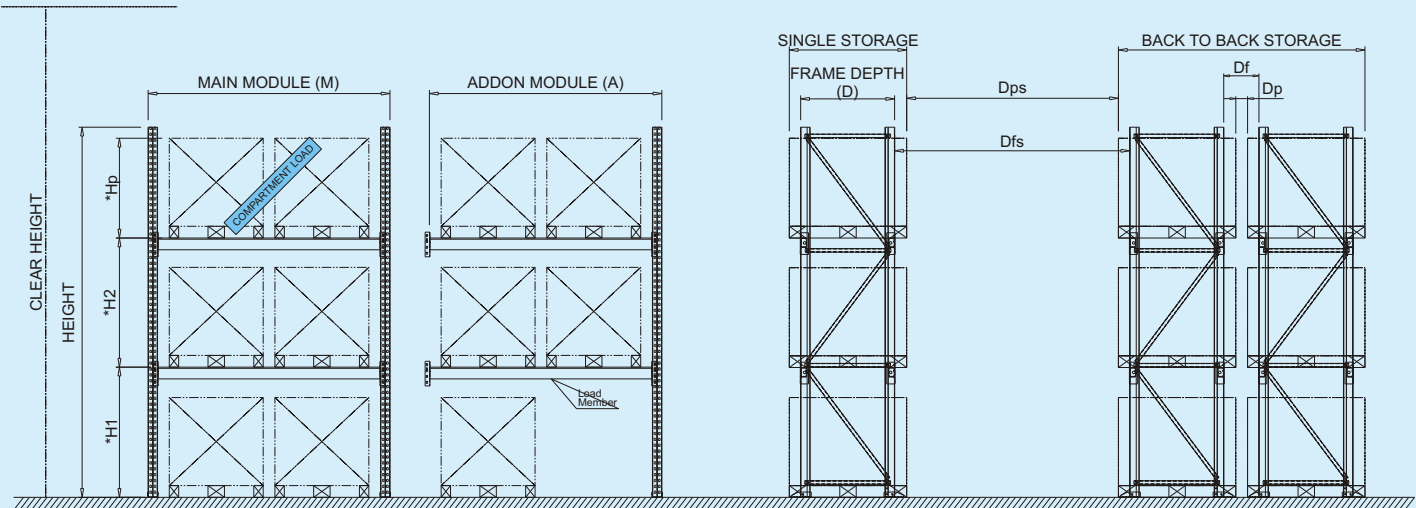 SINGLE STORAGE
BACK TO BACK STORAGE
MAIN MODULE (M)
ADDON MODULE (A)
FRAME DEPTH
(D)
Dps
Df
Dp
Dfs
CLEAR HEIGHT
HEIGHT
*Hp
*H2
*H1
COMPARTMENT LOAD
Load
Member